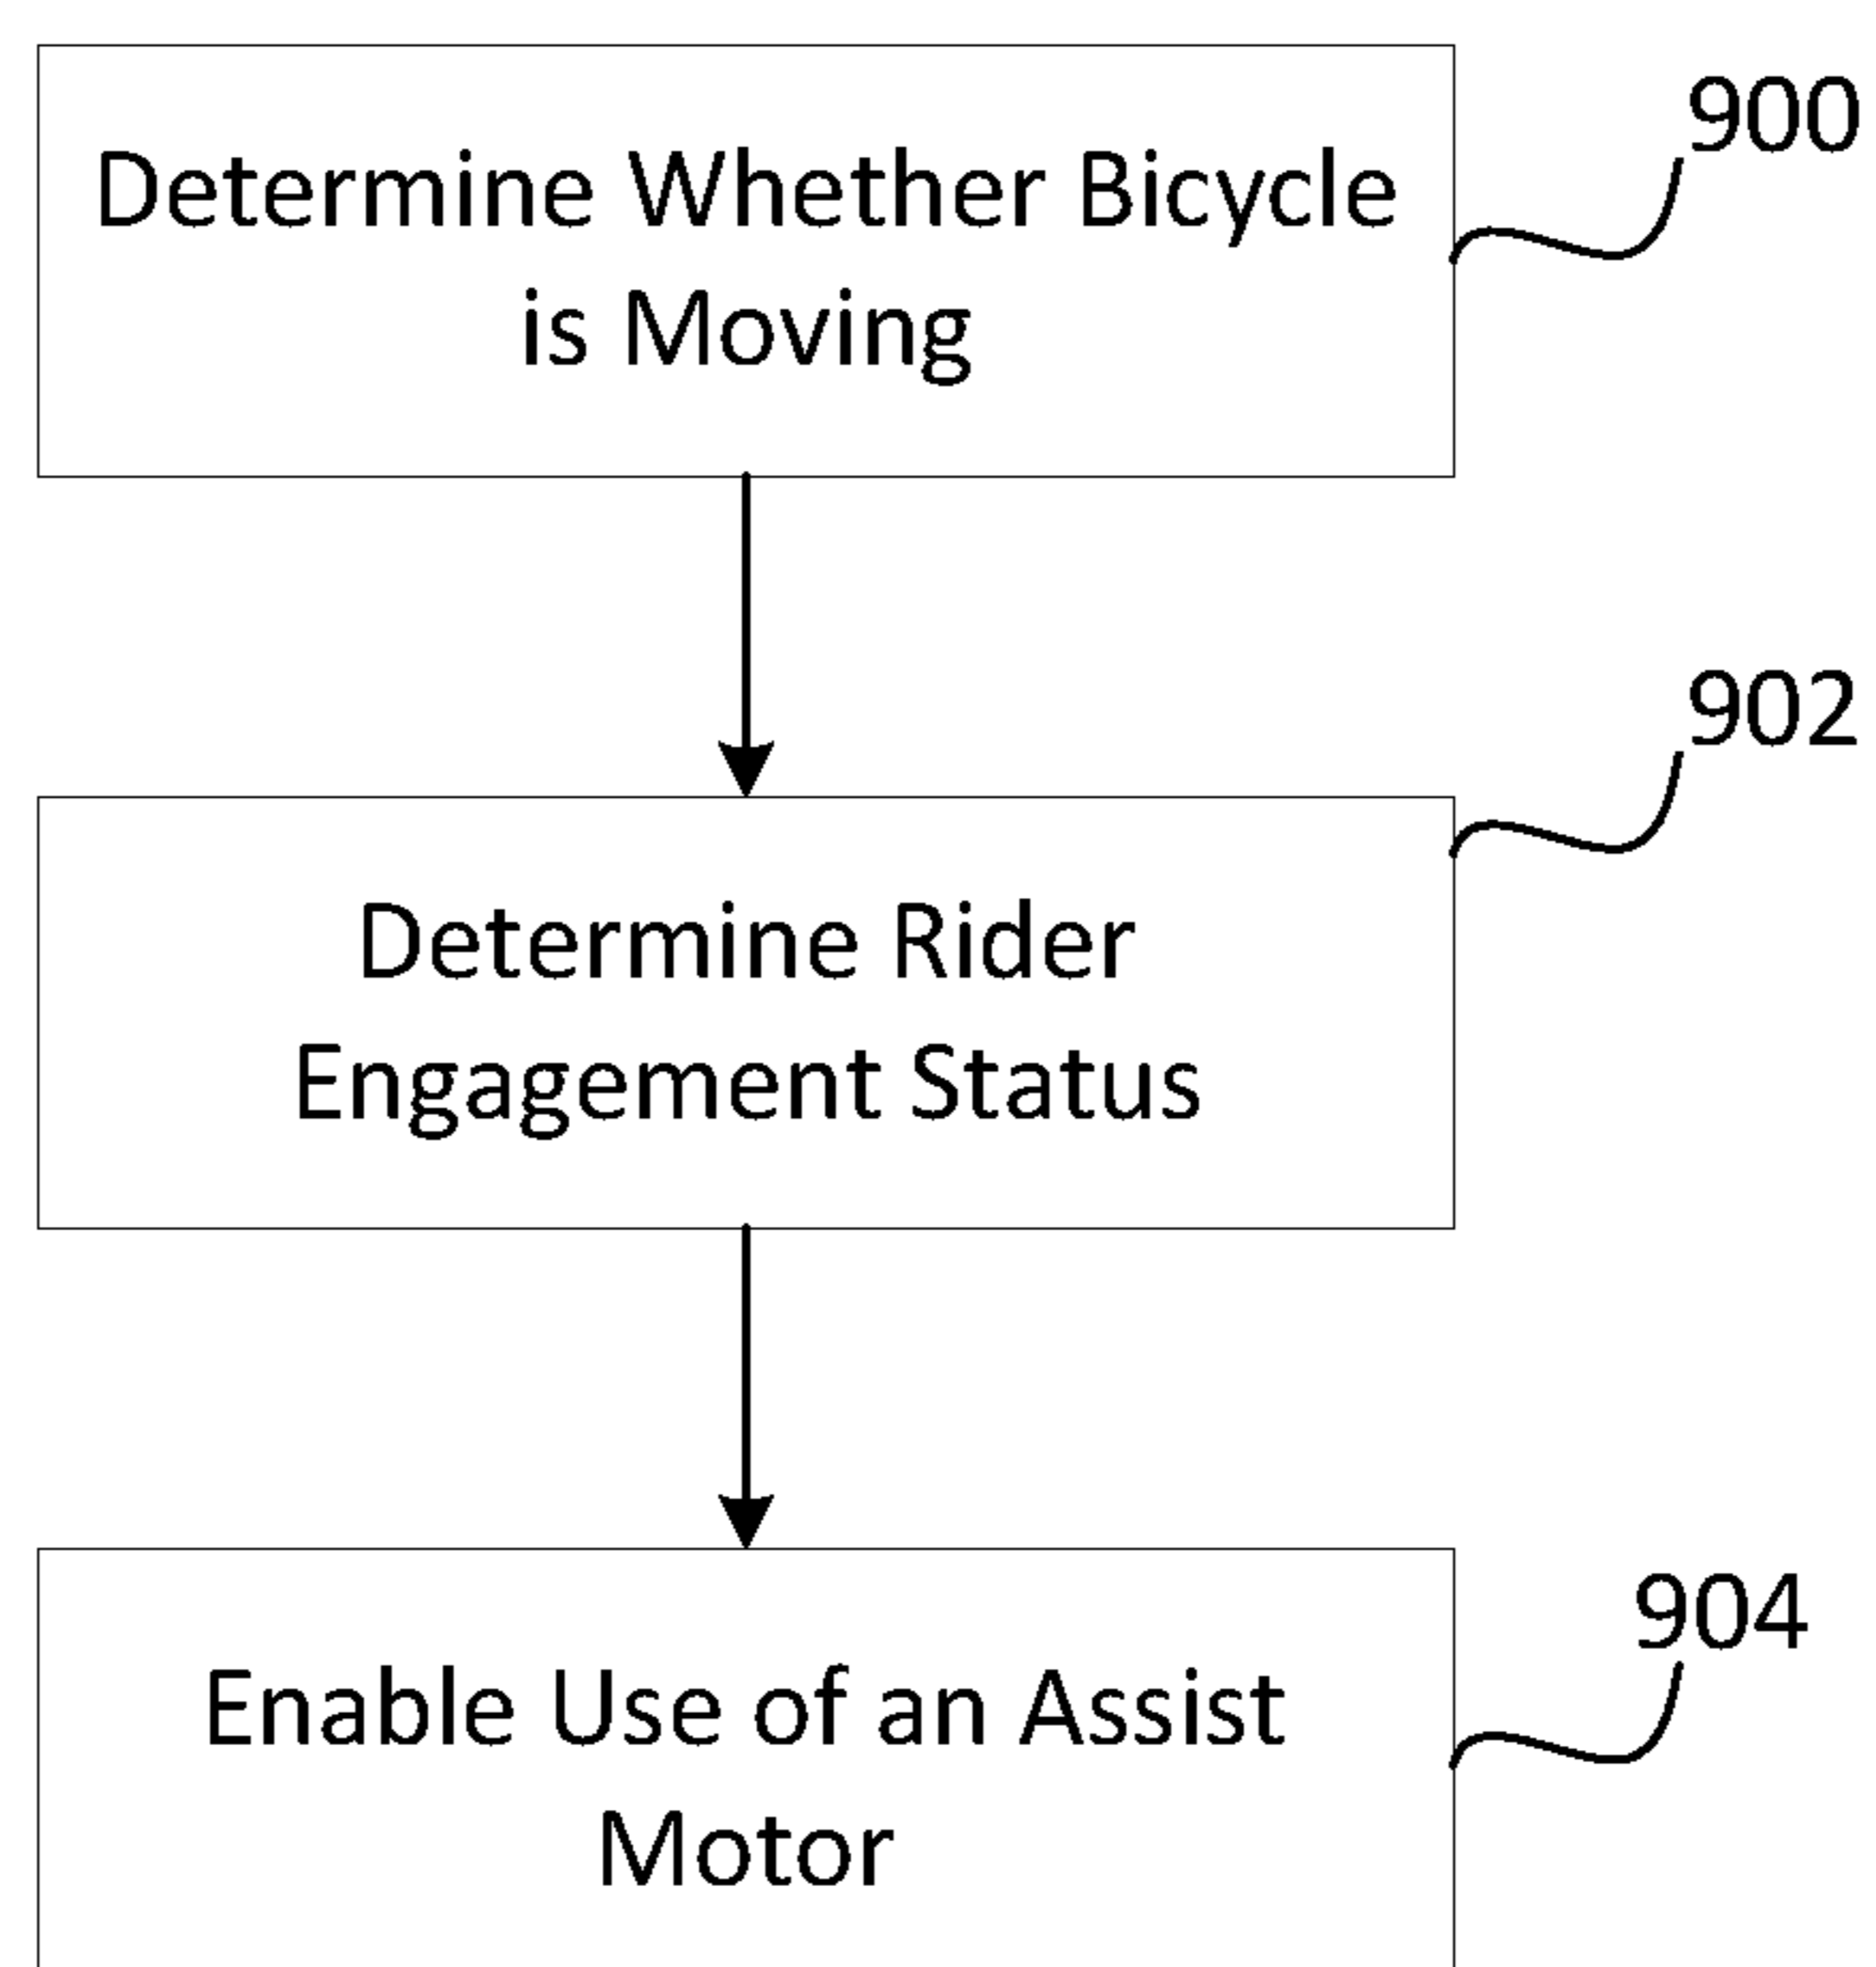 900
Determine Whether Bicycle
is Moving
902
Determine Rider
Engagement Status
904
Enable Use of an Assist
Motor